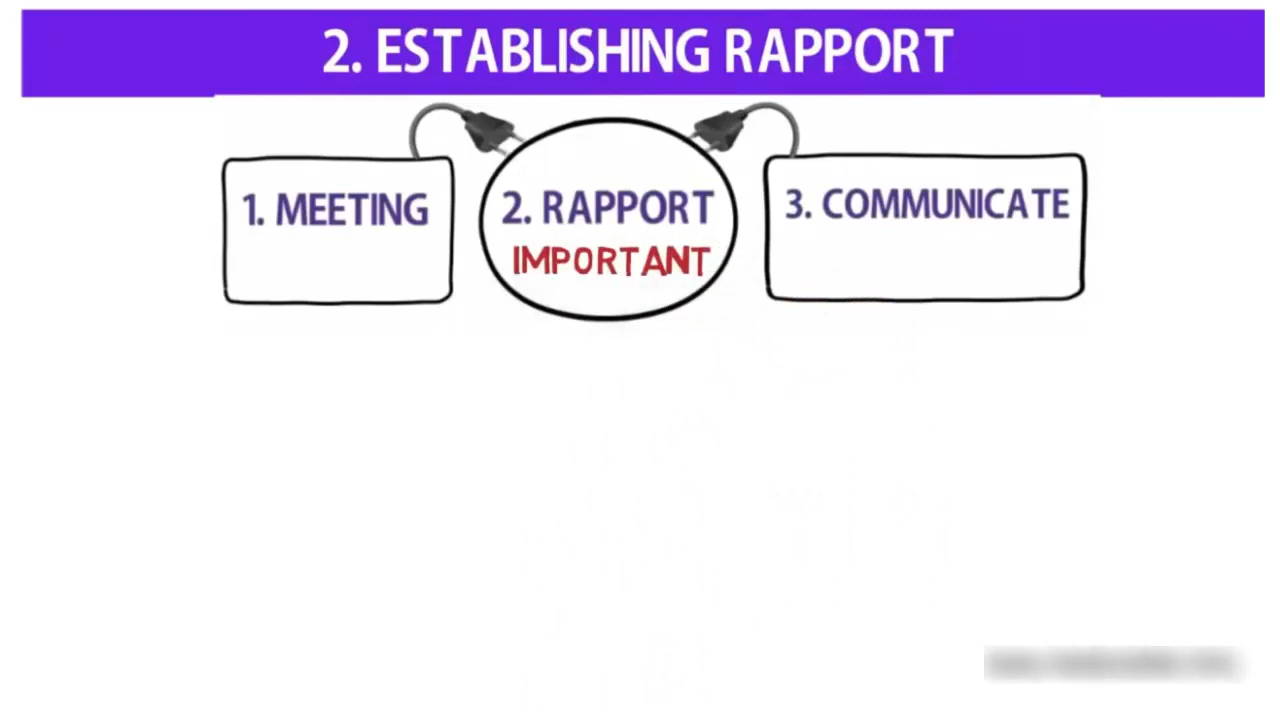 2. ESTABLISHING RAPPORT
1. MEETING
2. RAPPORT
IMPORTANT
3. COMMUNICATE